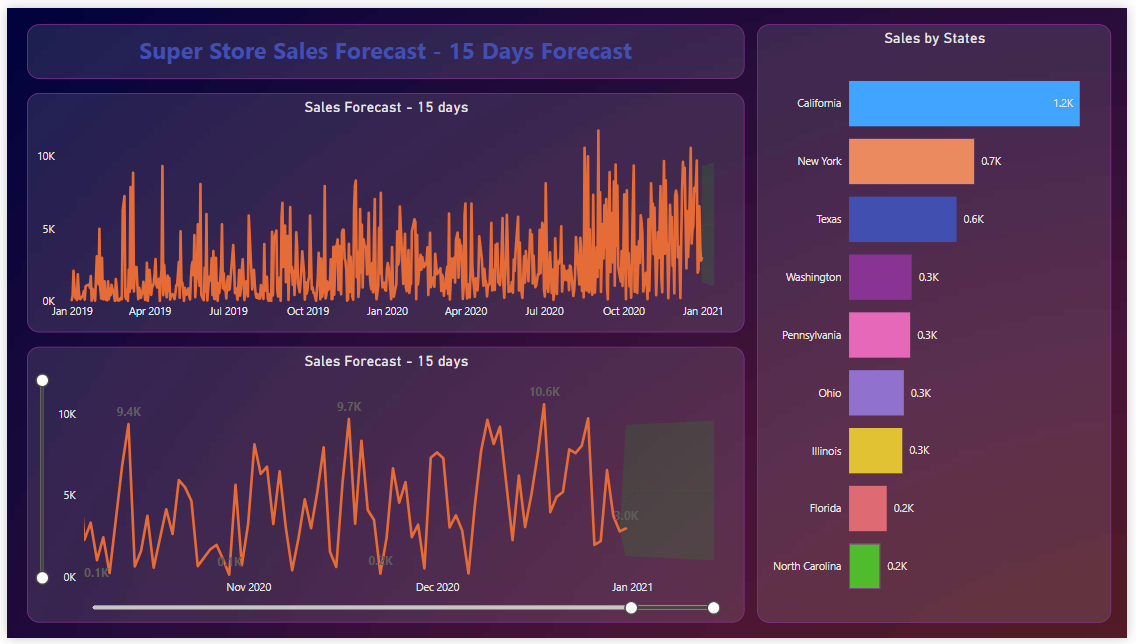 Super Store Sales Forecast - 15 Days Forecast
Sales Forecast - 15 days
10K
5K
0K
Jan 2019 Apr 2019 Jul 2019 Oct 2019 Jan 2020 Apr 2020 Jul 2020 Oct 2020 Jan 2021
Sales Forecast - 15 days
10.6K
9.7K
9.4K
10K
5K
3.0K
0.1K
0K
0.1K
Nov 2020 Dec 2020 Jan 2021
Sales by States
California 1.2K
New York 0.7K
Texas 0.6K
Washington 0.3K
Pennsylvania 0.3K
Ohio 0.3K
Illinois 0.3K
Florida 0.2K
North Carolina 0.2K